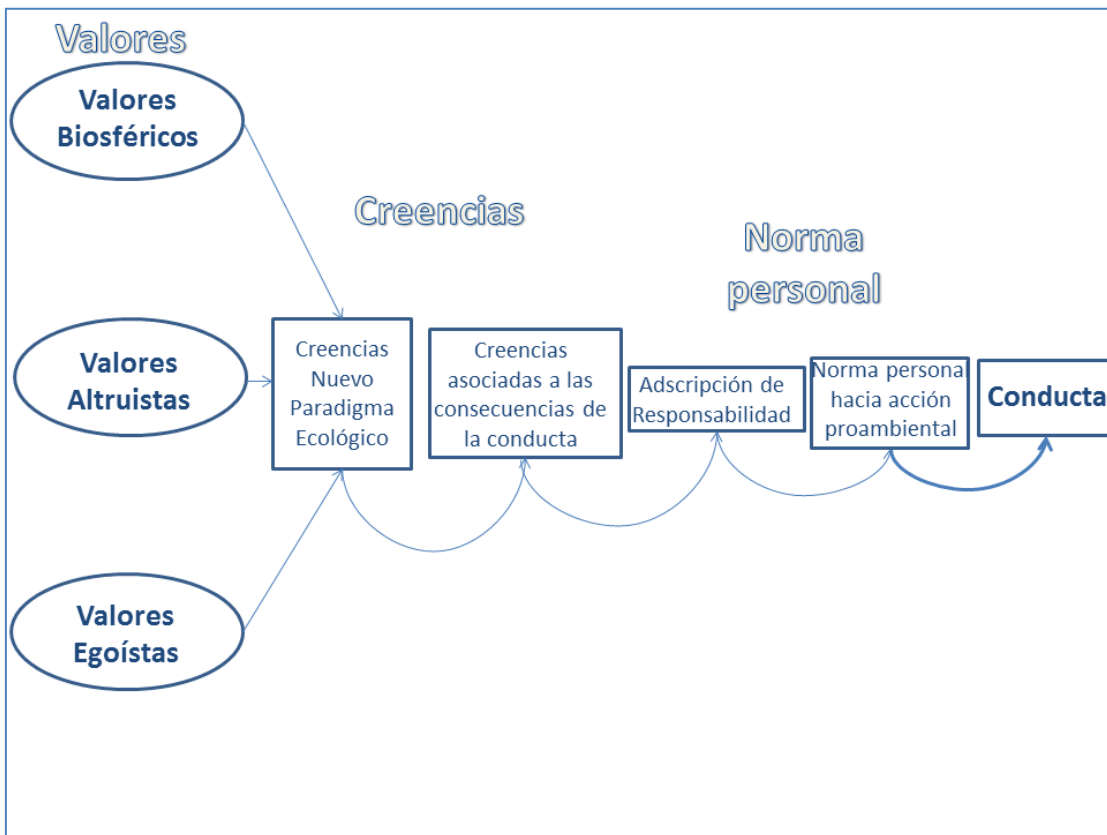 Valores
Valores
Biosféricos
Creencias
Norma
personal
Valores
Altruistas
Creencias
Nuevo
Paradigma
Ecológico
Creencias
asociadas a las
consecuencias de
la conducta
Adscripción de
Responsabilidad
Norma personal
hacia acción
proambiental
Conducta
Valores
Egoístas